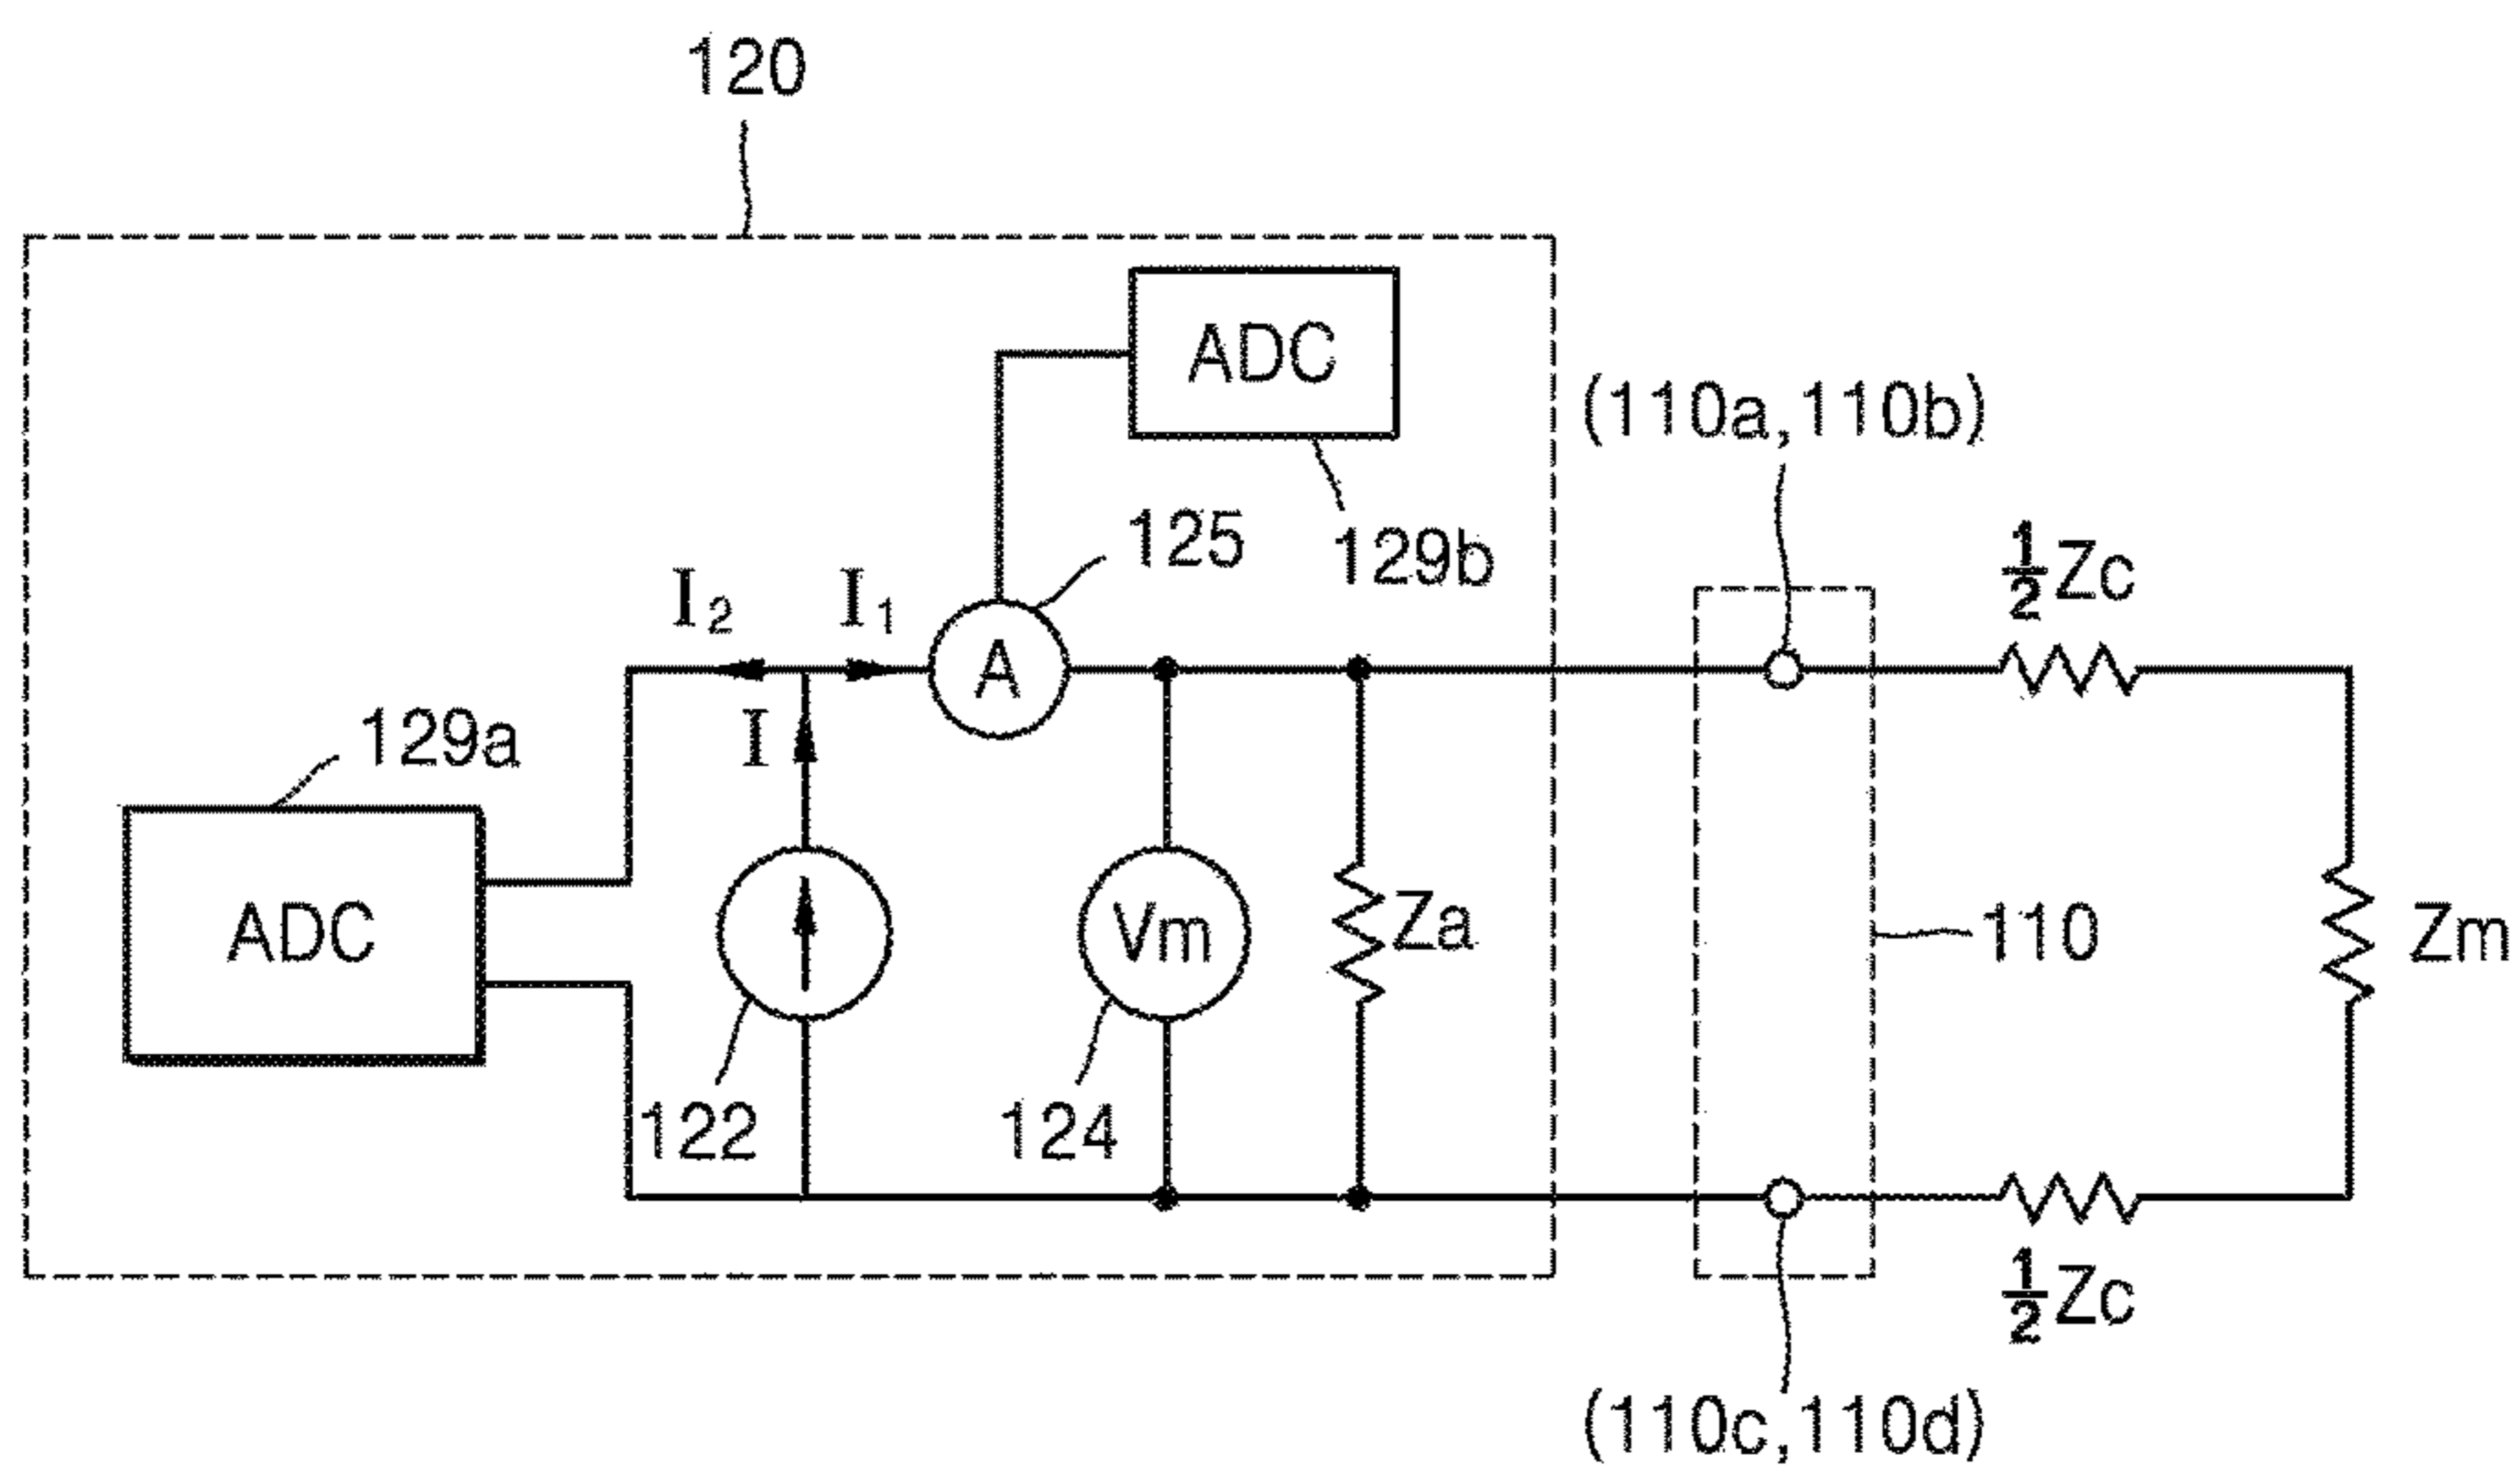 120
ADC
(110a,110b)
125
129b
½Zc
I₂
I₁
A
I
129a
ADC
Vm
Za
110
Zm
122
124
½Zc
(110c,110d)